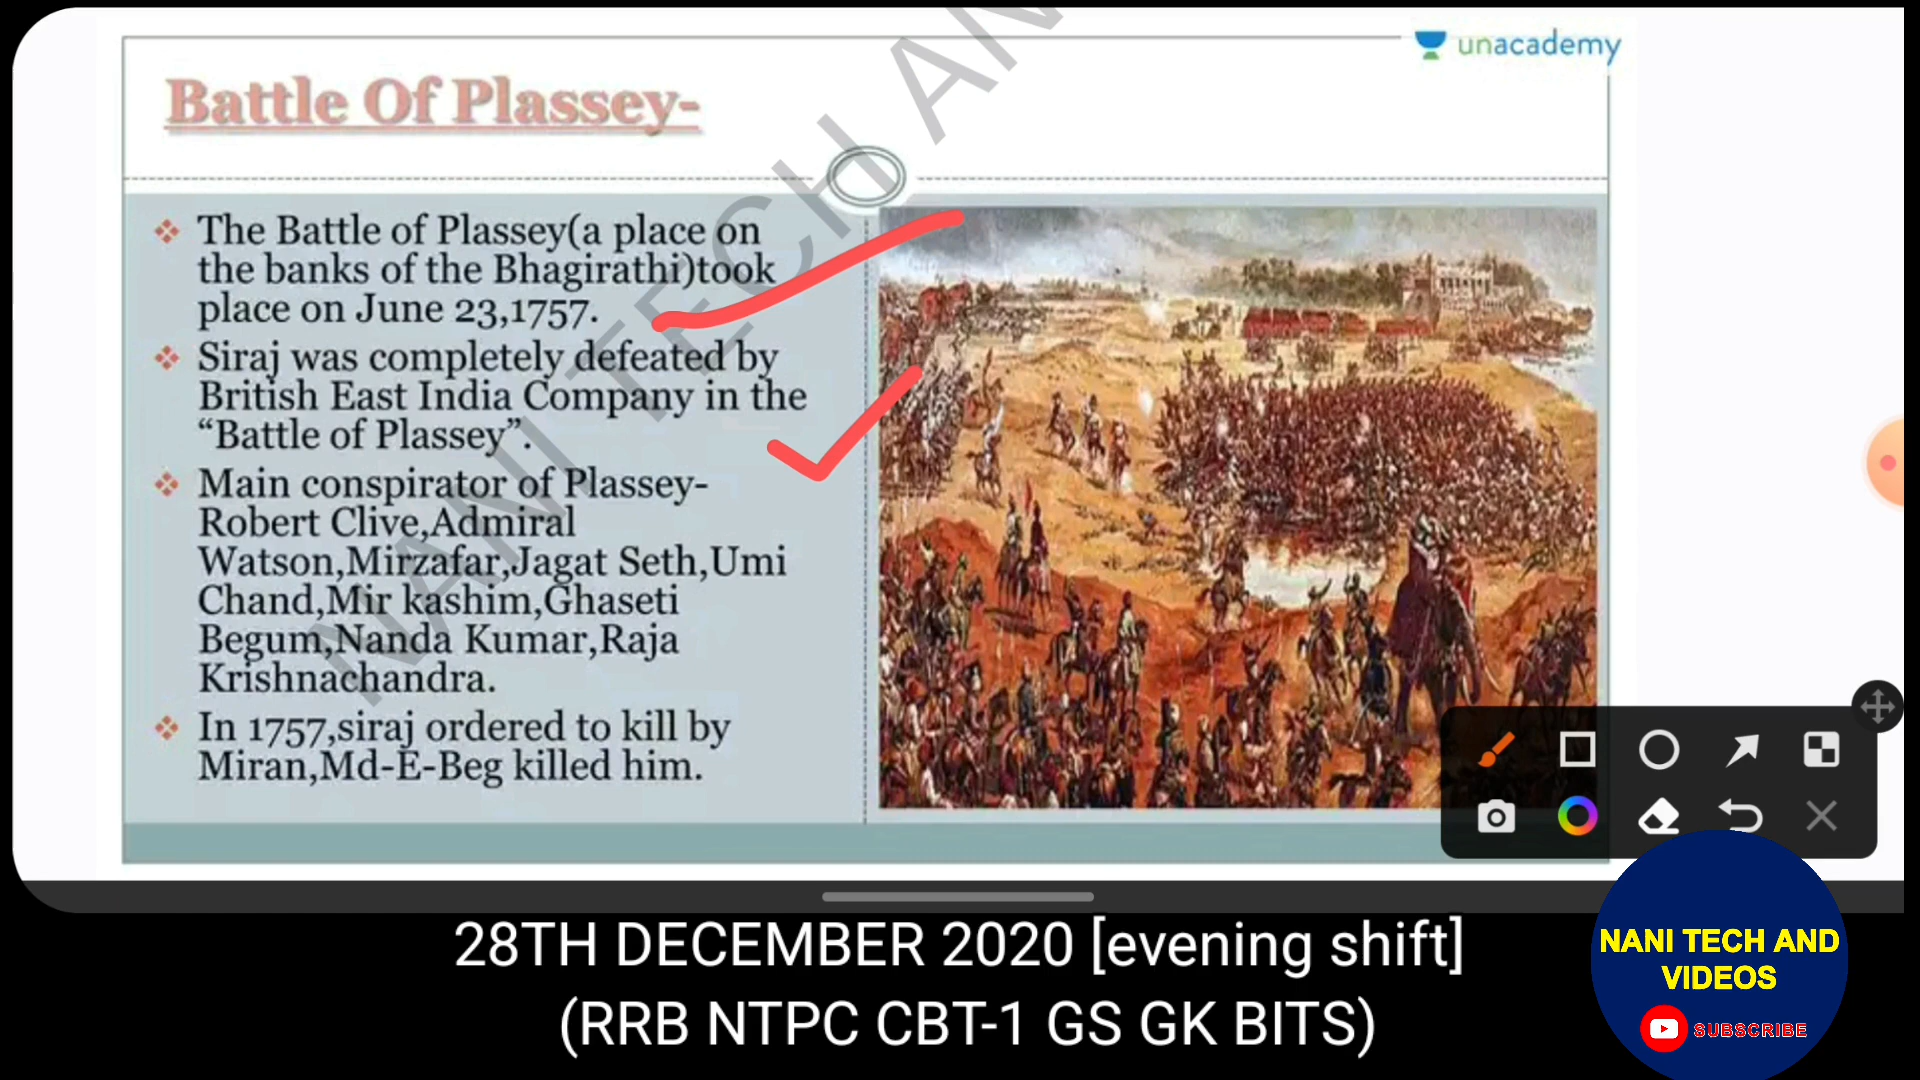 unacademy
Battle Of Plassey-
The Battle of Plassey(a place on
the banks of the Bhagirathi)took
place on June 23,1757.
Siraj was completely defeated by
British East India Company in the
“Battle of Plassey”.
Main conspirator of Plassey-
Robert Clive,Admiral
Watson,Mirzafar,Jagat Seth,Umi
Chand,Mir kashim,Ghaseti
Begum,Nanda Kumar,Raja
Krishnachandra.
In 1757,siraj ordered to kill by
Miran,Md-E-Beg killed him.
NANI TECH AN
28TH DECEMBER 2020 [evening shift]
(RRB NTPC CBT-1 GS GK BITS)
NANI TECH AND
VIDEOS
SUBSCRIBE